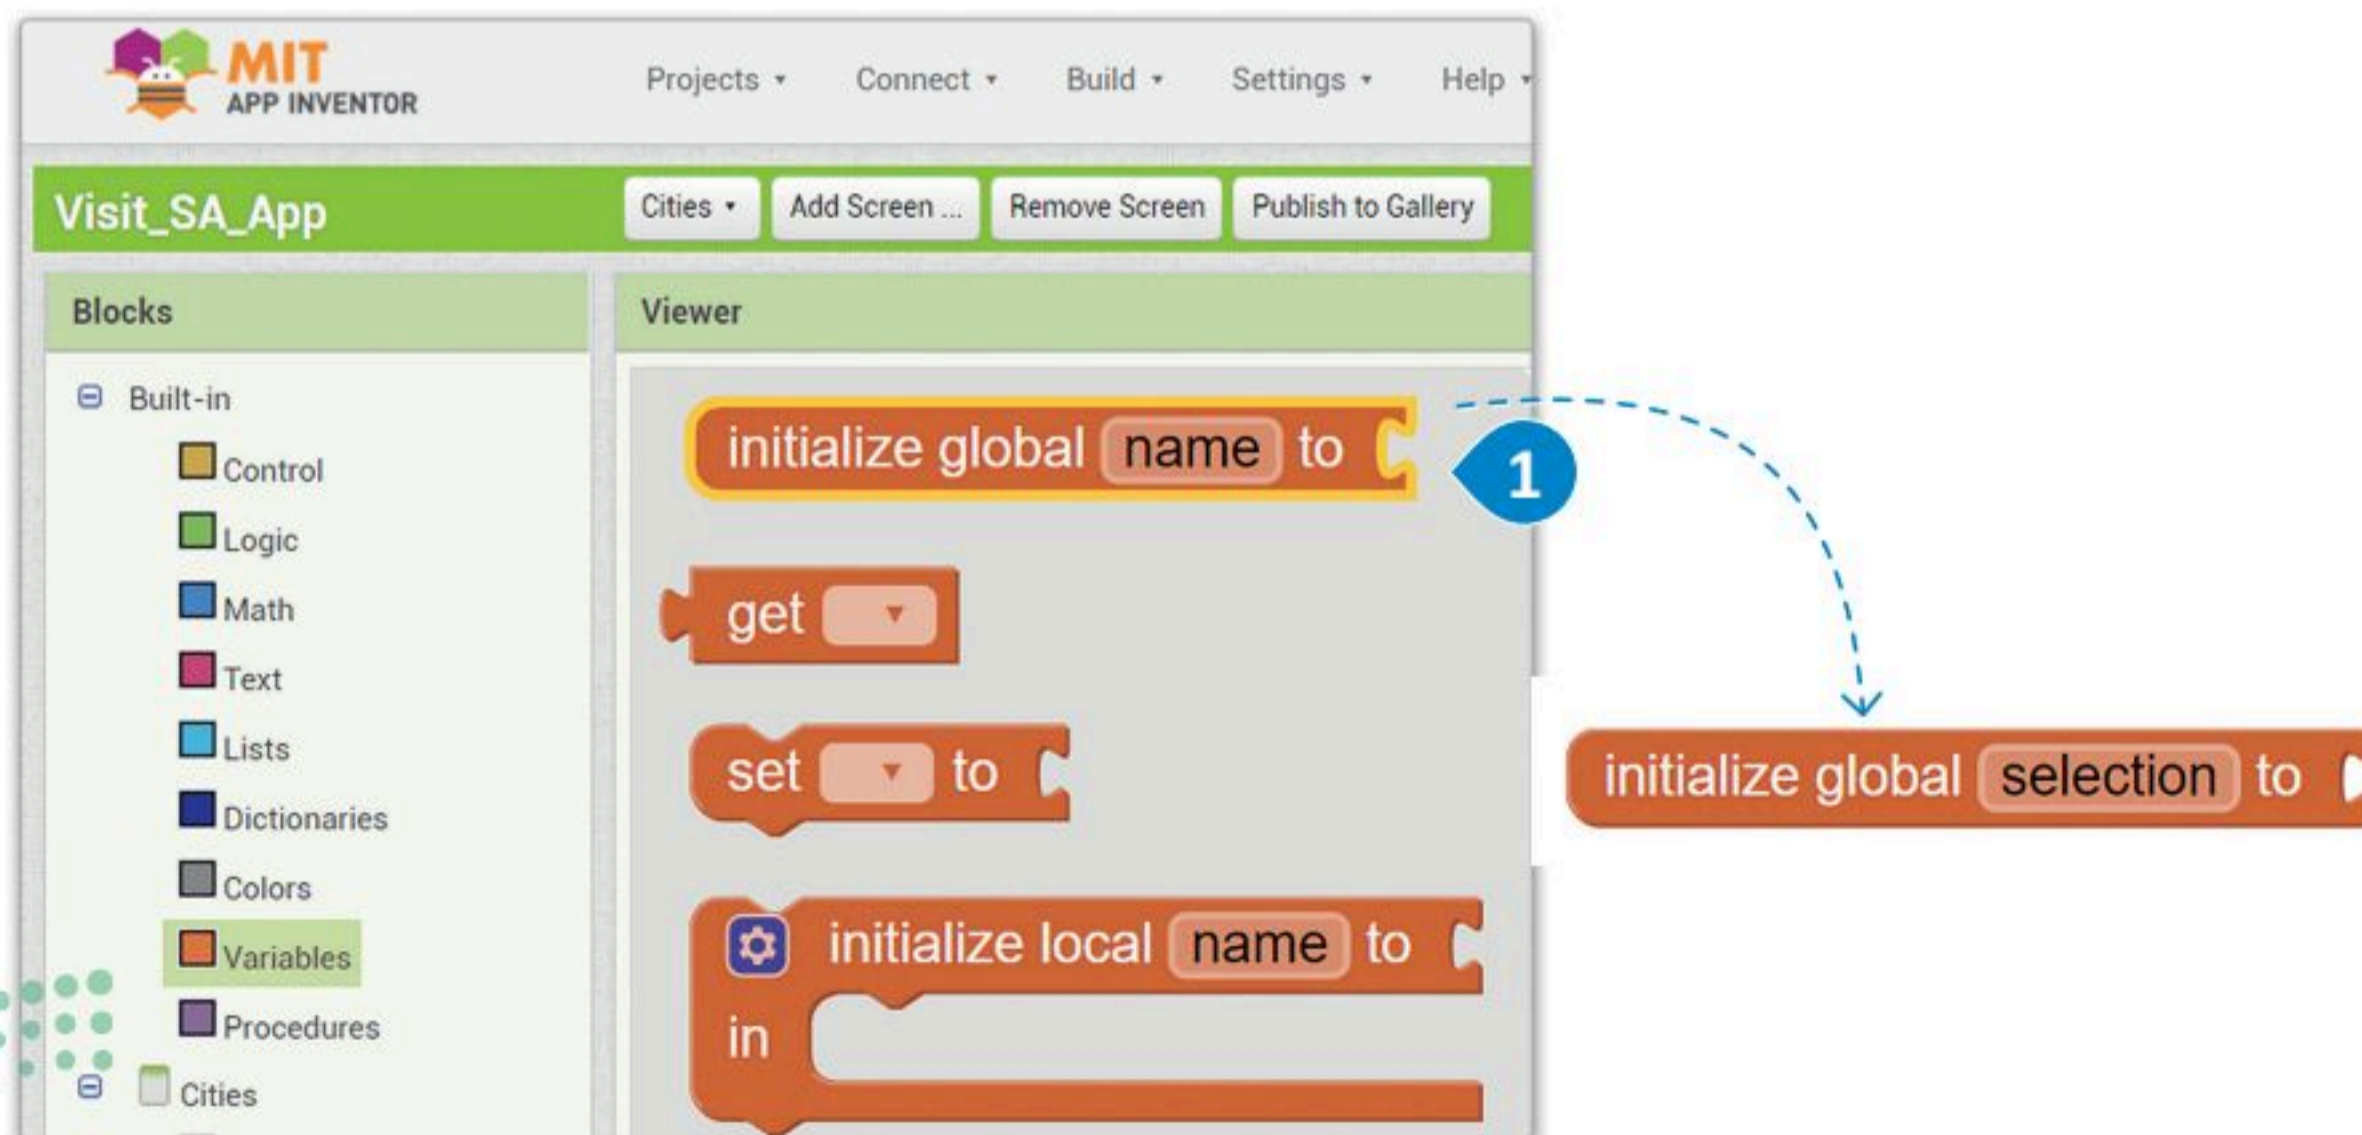 MIT
APP INVENTOR
Projects Connect Build Settings Help
Visit_SA_App
Cities Add Screen ... Remove Screen Publish to Gallery
Blocks
Viewer
Built-in
Control
Logic
Math
Text
Lists
Dictionaries
Colors
Variables
Procedures
Cities
initialize global name to
1
get
set to
initialize local name to
in
initialize global selection to